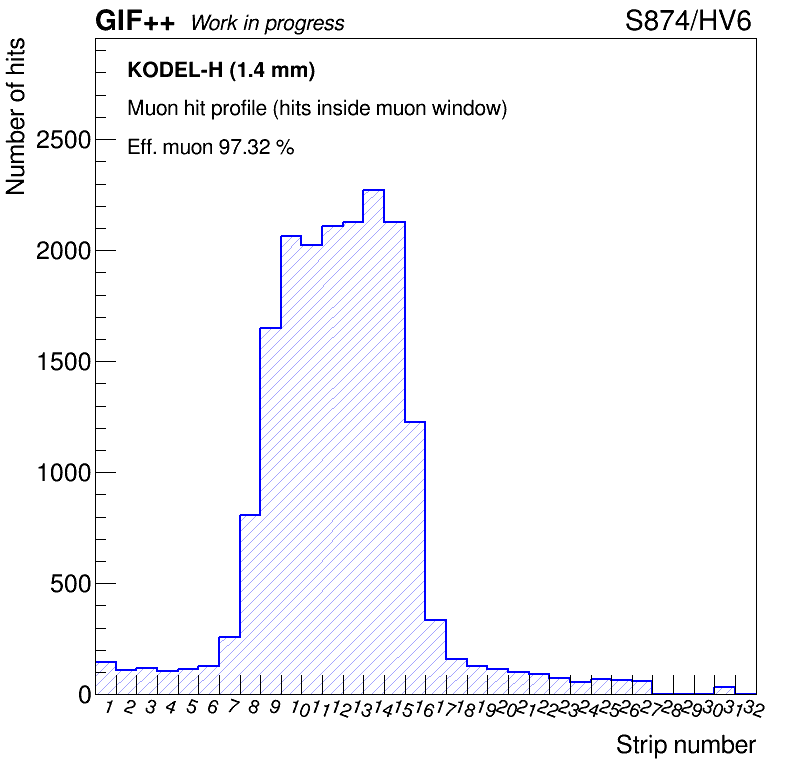 GIF++ Work in progress S874/HV6
Number of hits
KODEL-H (1.4 mm)
Muon hit profile (hits inside muon window)
Eff. muon 97.32 %
2500
2000
1500
1000
500
0
1 2 3 4 5 6 7 8 9 10 11 12 13 14 15 16 17 18 19 20 21 22 23 24 25 26 27 28 29 30 31 32
Strip number